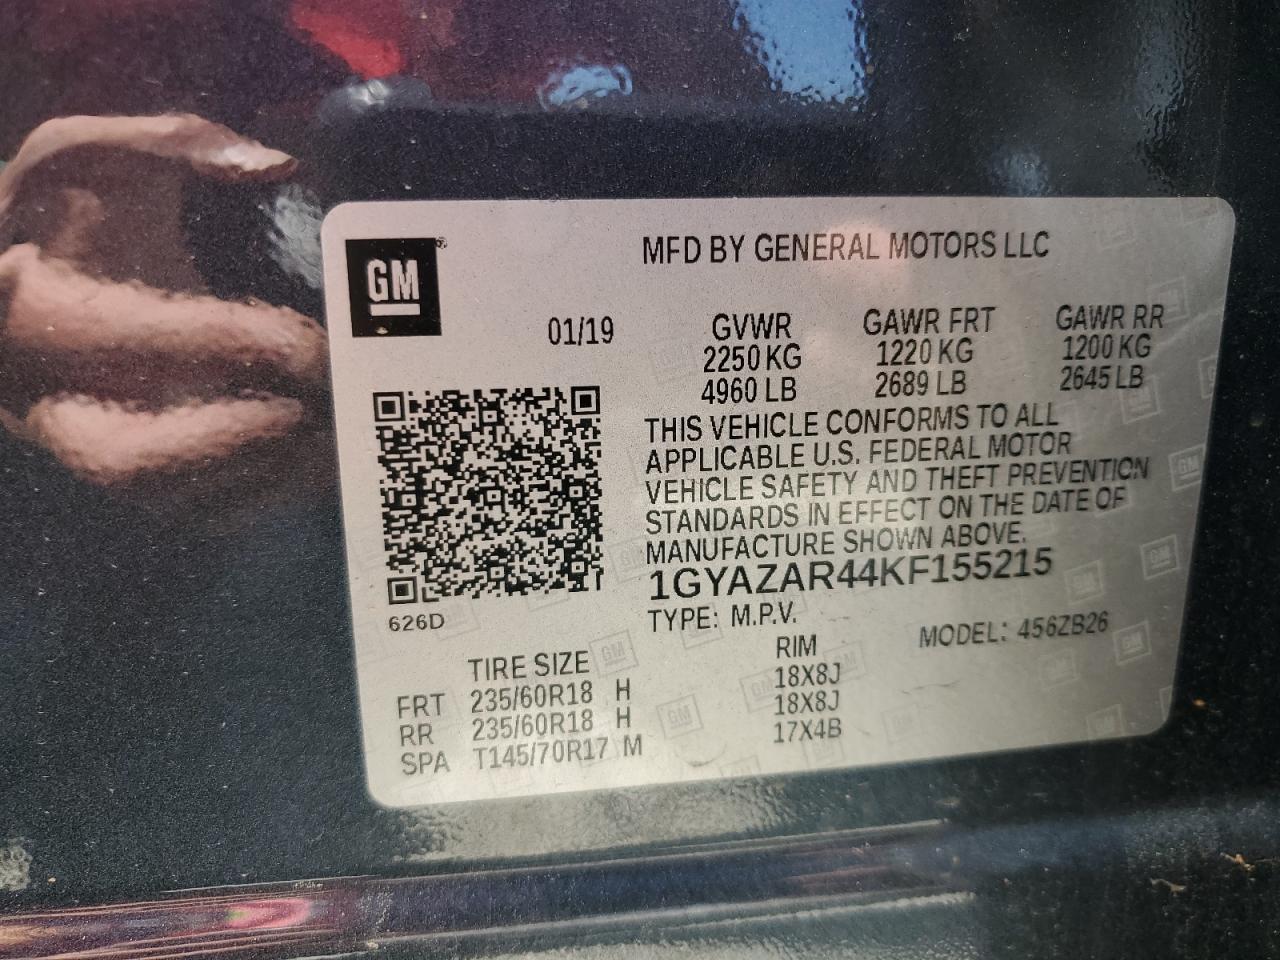 GM
MFD BY GENERAL MOTORS LLC
01/19
GVWR GAWR FRT GAWR RR
2250 KG 1220 KG 1200 KG
4960 LB 2689 LB 2645 LB
THIS VEHICLE CONFORMS TO ALL
APPLICABLE U.S. FEDERAL MOTOR
VEHICLE SAFETY AND THEFT PREVENTION
STANDARDS IN EFFECT ON THE DATE OF
MANUFACTURE SHOWN ABOVE.
1GYAZAR44KF155215
626D
TYPE: M.P.V. MODEL: 456ZB26
TIRE SIZE RIM
FRT 235/60R18 H 18X8J
RR 235/60R18 H 18X8J
SPA T145/70R17 M 17X4B